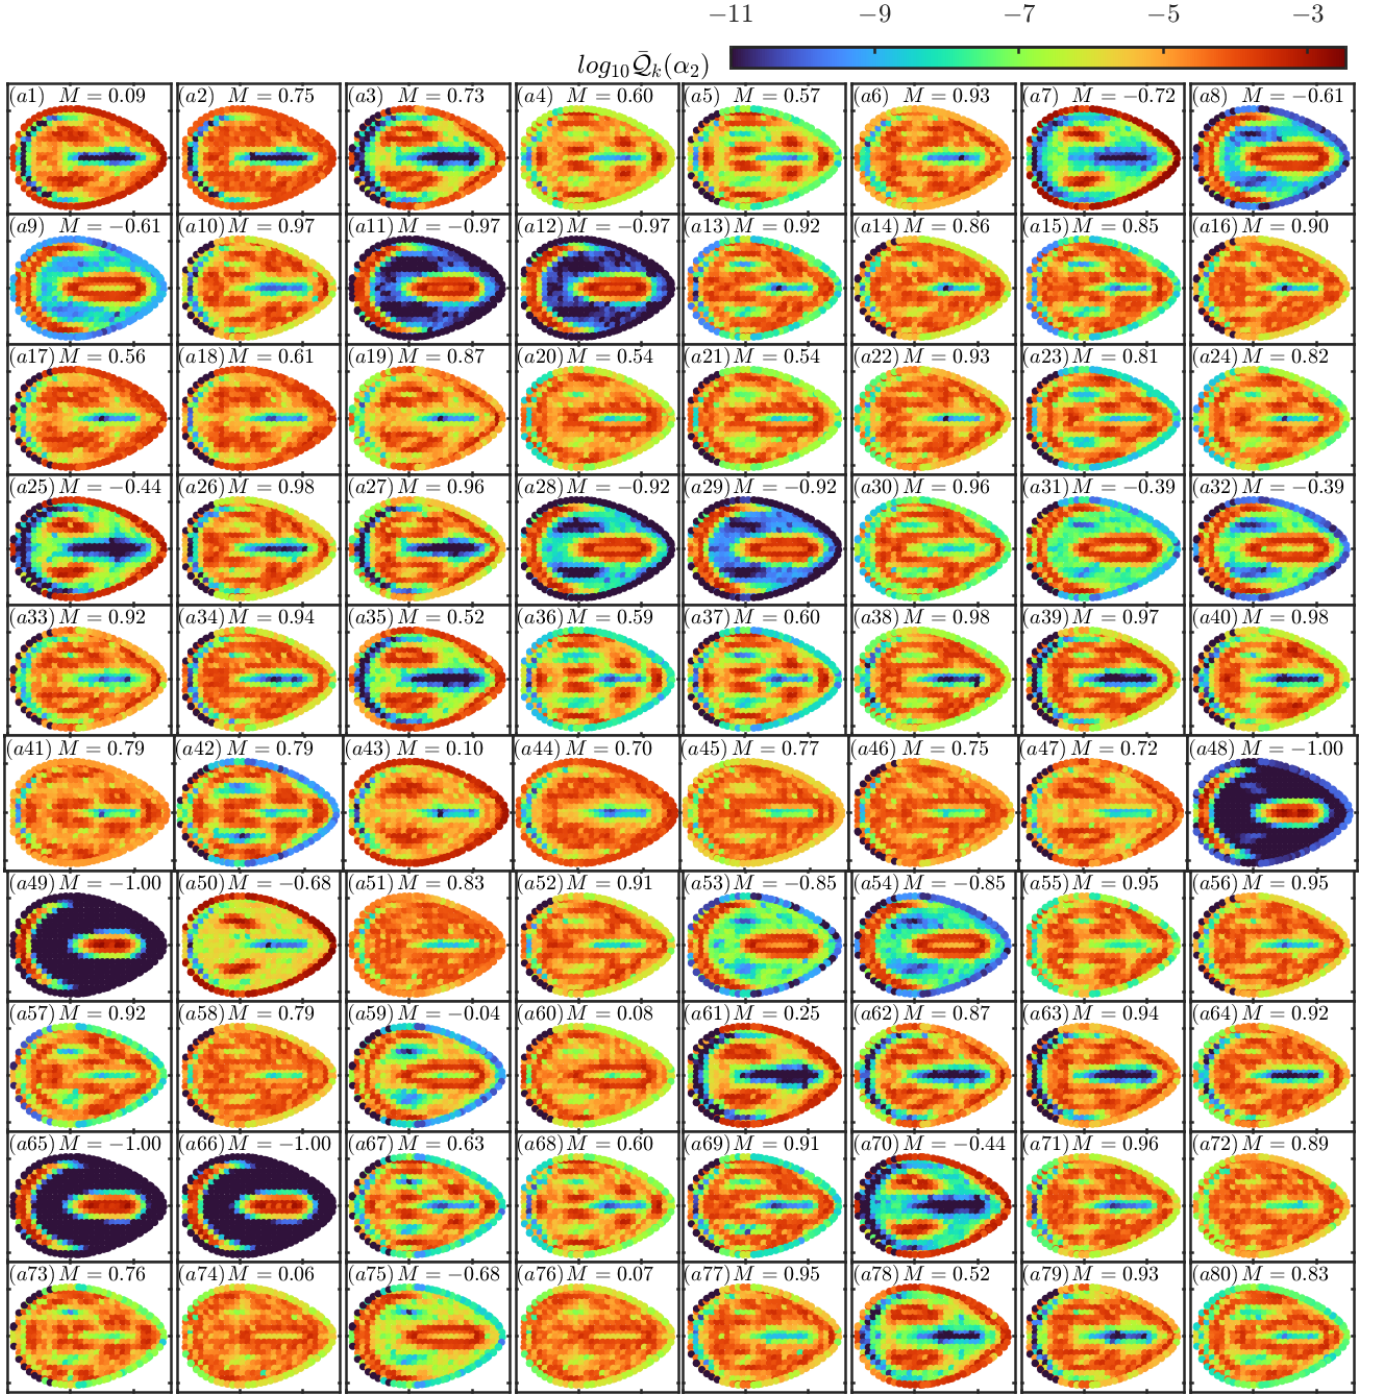 −11 −9 −7 −5 −3
log₁₀Q̄ₖ(α₂)
(a1) M = 0.09 (a2) M = 0.75 (a3) M = 0.73 (a4) M = 0.60 (a5) M = 0.57 (a6) M = 0.93 (a7) M = −0.72 (a8) M = −0.61
(a9) M = −0.61 (a10) M = 0.97 (a11) M = −0.97 (a12) M = −0.97 (a13) M = 0.92 (a14) M = 0.86 (a15) M = 0.85 (a16) M = 0.90
(a17) M = 0.56 (a18) M = 0.61 (a19) M = 0.87 (a20) M = 0.54 (a21) M = 0.54 (a22) M = 0.93 (a23) M = 0.81 (a24) M = 0.82
(a25) M = −0.44 (a26) M = 0.98 (a27) M = 0.96 (a28) M = −0.92 (a29) M = −0.92 (a30) M = 0.96 (a31) M = −0.39 (a32) M = −0.39
(a33) M = 0.92 (a34) M = 0.94 (a35) M = 0.52 (a36) M = 0.59 (a37) M = 0.60 (a38) M = 0.98 (a39) M = 0.97 (a40) M = 0.98
(a41) M = 0.79 (a42) M = 0.79 (a43) M = 0.10 (a44) M = 0.70 (a45) M = 0.77 (a46) M = 0.75 (a47) M = 0.72 (a48) M = −1.00
(a49) M = −1.00 (a50) M = −0.68 (a51) M = 0.83 (a52) M = 0.91 (a53) M = −0.85 (a54) M = −0.85 (a55) M = 0.95 (a56) M = 0.95
(a57) M = 0.92 (a58) M = 0.79 (a59) M = −0.04 (a60) M = 0.08 (a61) M = 0.25 (a62) M = 0.87 (a63) M = 0.94 (a64) M = 0.92
(a65) M = −1.00 (a66) M = −1.00 (a67) M = 0.63 (a68) M = 0.60 (a69) M = 0.91 (a70) M = −0.44 (a71) M = 0.96 (a72) M = 0.89
(a73) M = 0.76 (a74) M = 0.06 (a75) M = −0.68 (a76) M = 0.07 (a77) M = 0.95 (a78) M = 0.52 (a79) M = 0.93 (a80) M = 0.83